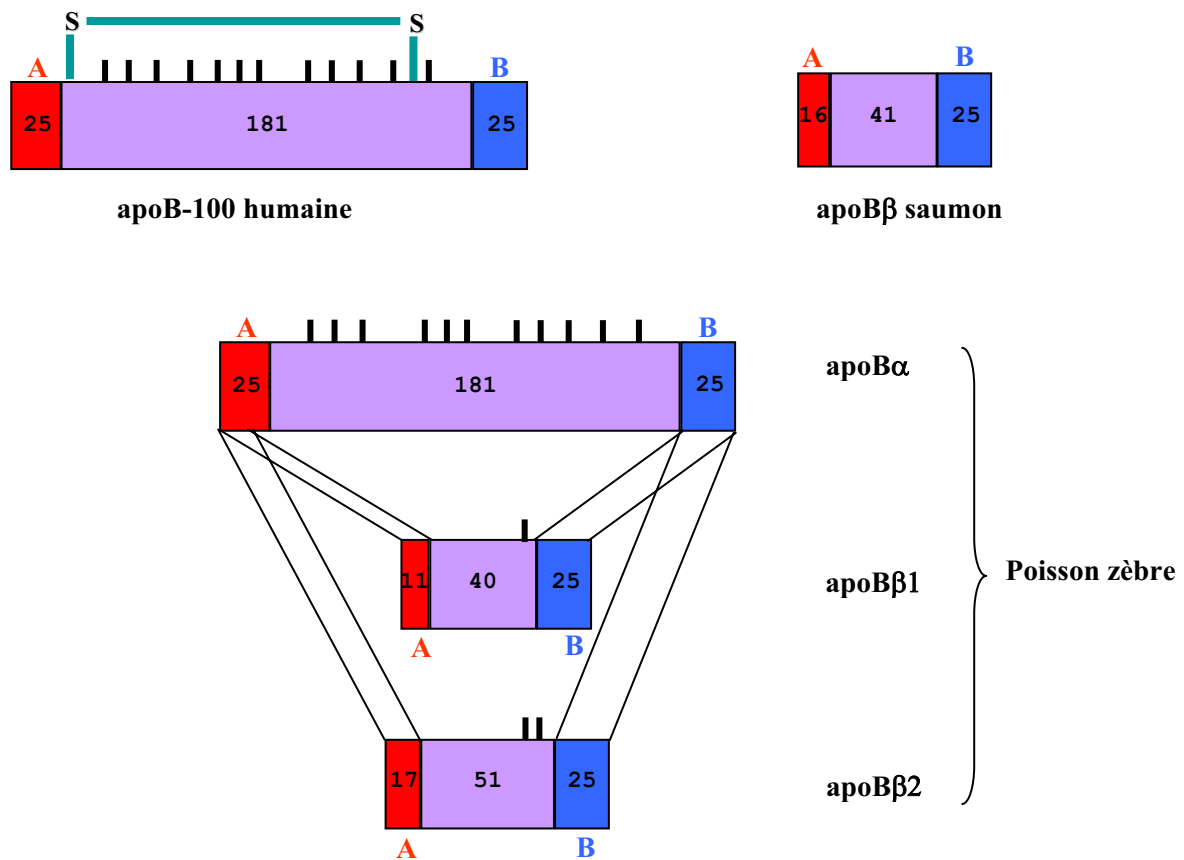 S S
A B A
25 181 25 16 41 25 B
apoB-100 humaine apoBβ saumon
A B
25 181 25 apoBα
11 40 25 apoBβ1 Poisson zèbre
A B
17 51 25 apoBβ2
A B